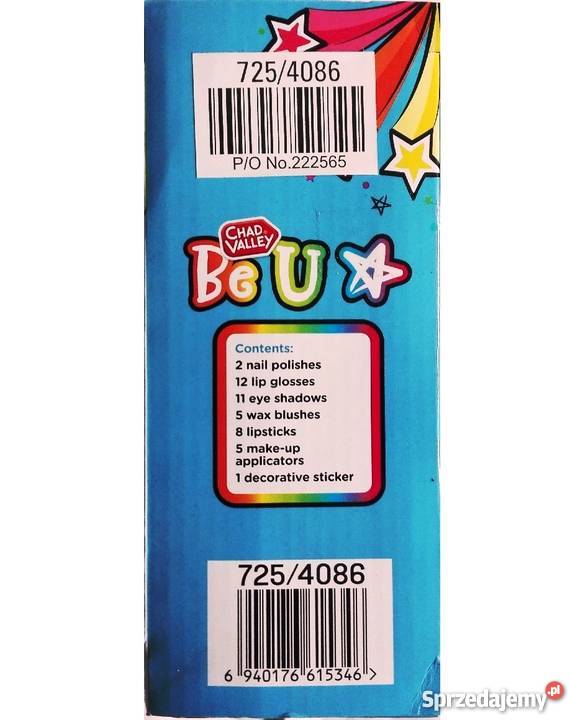 725/4086
P/O No.222565
CHAD
VALLEY
Be U
Contents:
2 nail polishes
12 lip glosses
11 eye shadows
5 wax blushes
8 lipsticks
5 make-up
applicators
1 decorative sticker
725/4086
6 940176 615346 >
Sprzedajemy.pl